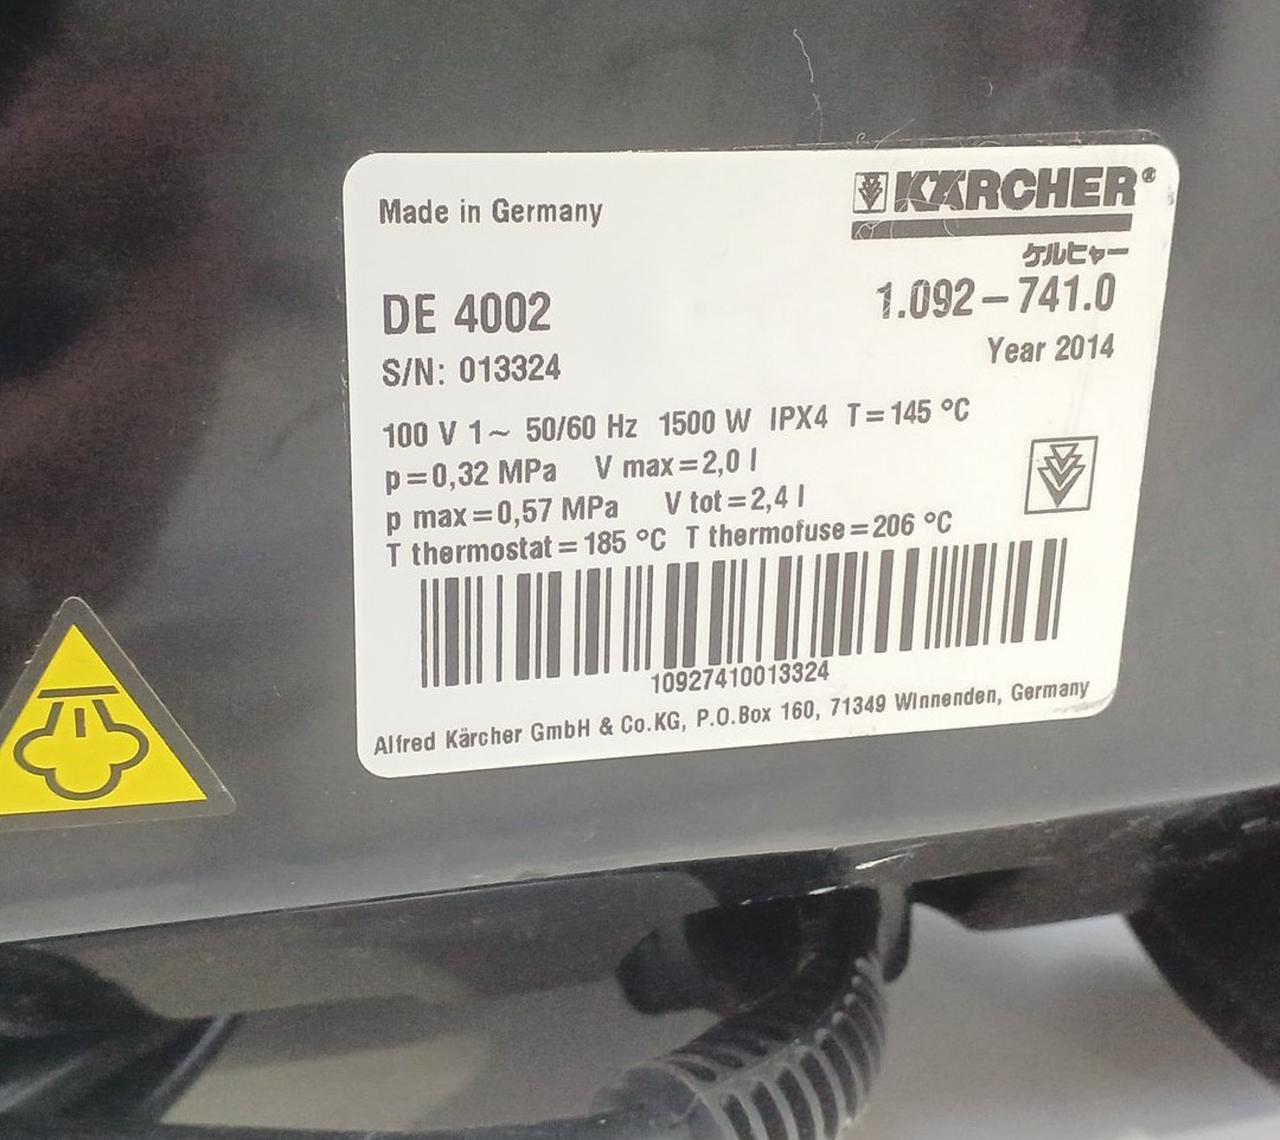 Made in Germany
KÄRCHER®
ケルヒャー
DE 4002
1.092-741.0
S/N: 013324
Year 2014
100 V 1~ 50/60 Hz 1500 W IPX4 T=145 °C
p=0,32 MPa V max=2,0 l
p max=0,57 MPa V tot=2,4 l
T thermostat=185 °C T thermofuse=206 °C
10927410013324
Alfred Kärcher GmbH & Co.KG, P.O.Box 160, 71349 Winnenden, Germany